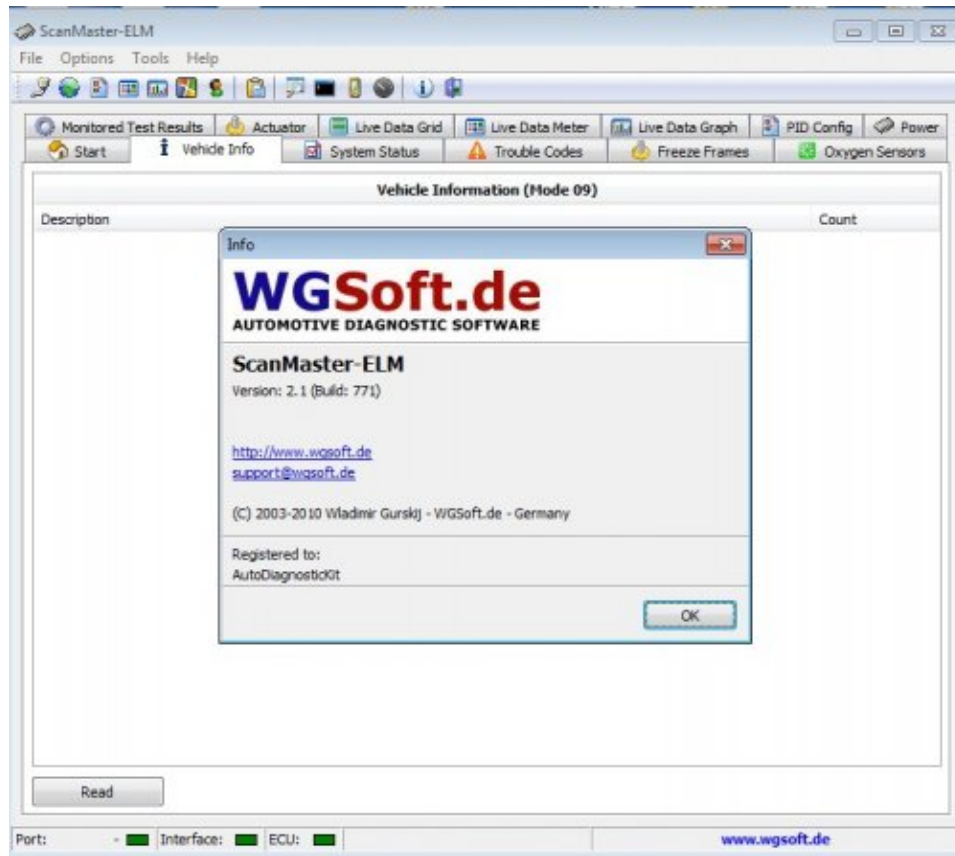 ScanMaster-ELM
File Options Tools Help
Monitored Test Results Actuator Live Data Grid Live Data Meter Live Data Graph PID Config Power
Start Vehicle Info System Status Trouble Codes Freeze Frames Oxygen Sensors
Vehicle Information (Mode 09)
Description Count
Info
WGSoft.de
AUTOMOTIVE DIAGNOSTIC SOFTWARE
ScanMaster-ELM
Version: 2.1 (Build: 771)
http://www.wgsoft.de
support@wgsoft.de
(C) 2003-2010 Wladimir Gurskij - WGSoft.de - Germany
Registered to:
AutoDiagnosticKit
OK
Read
Port: - Interface: ECU: www.wgsoft.de